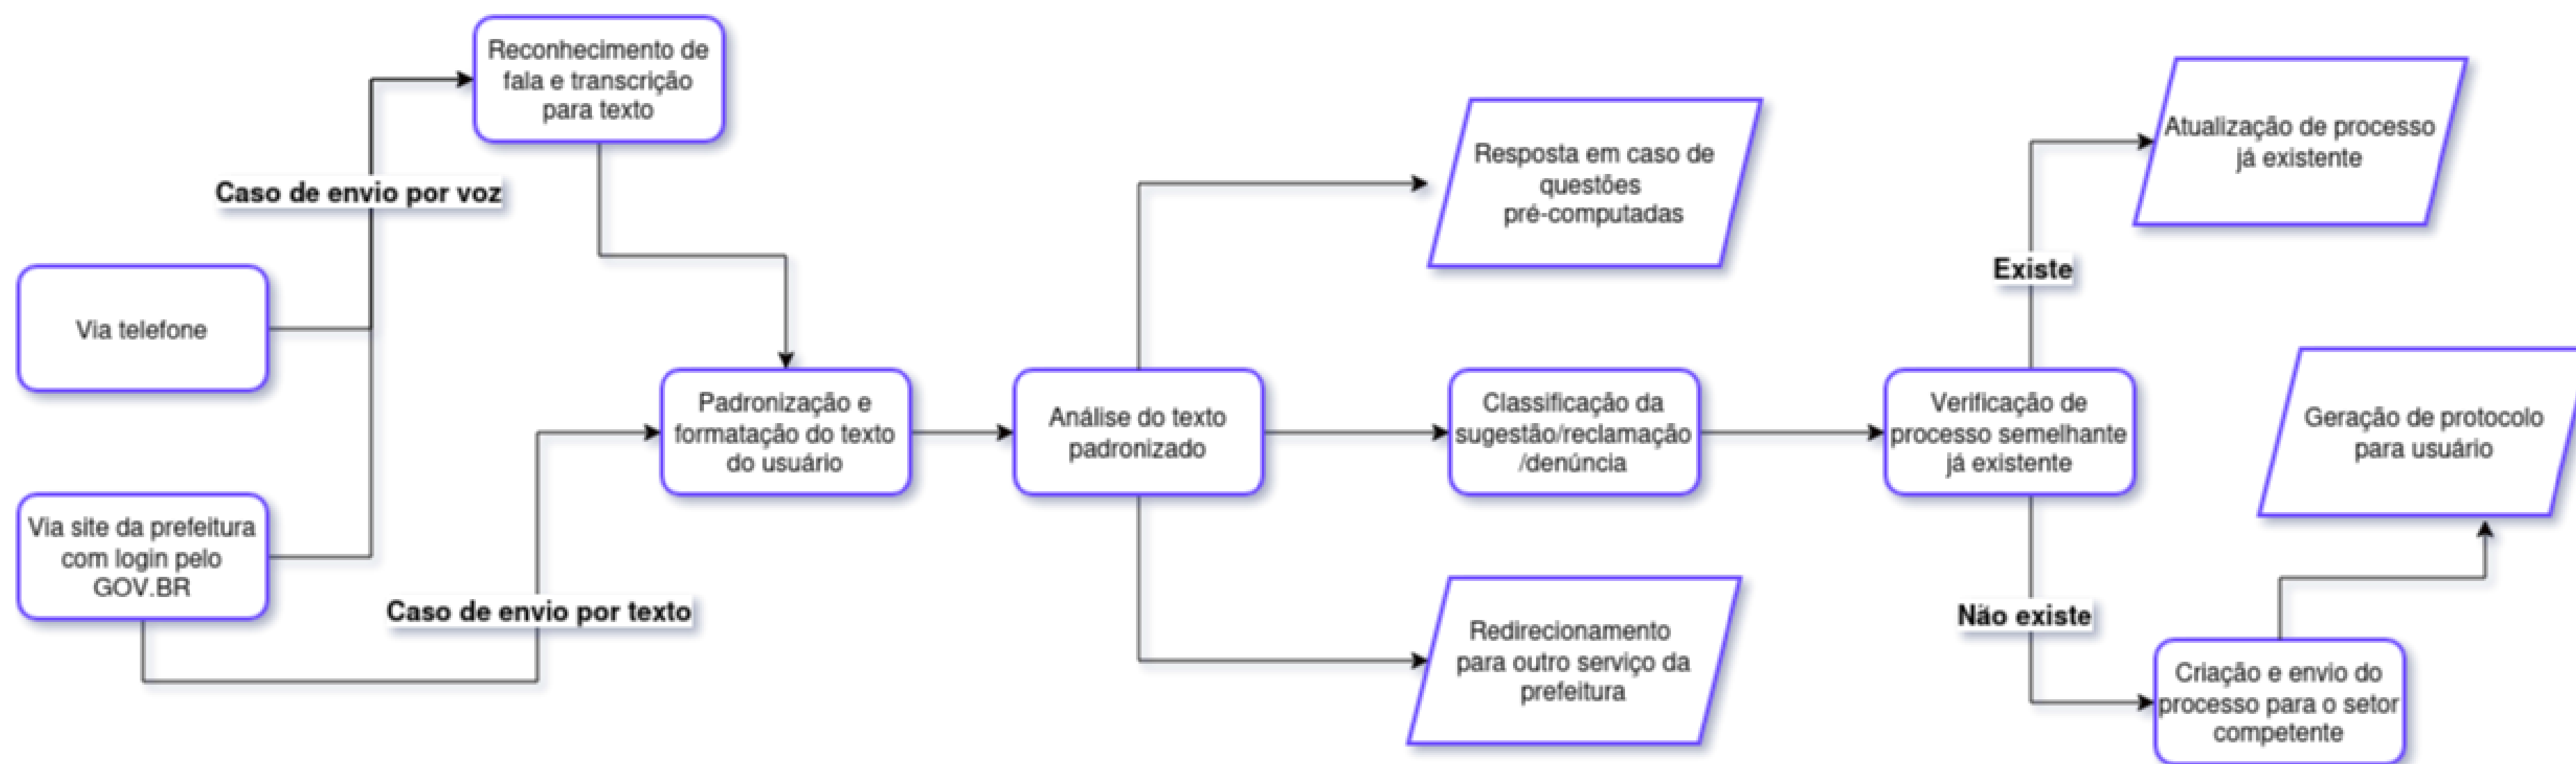 Reconhecimento de
fala e transcrição
para texto
Caso de envio por voz
Via telefone
Via site da prefeitura
com login pelo
GOV.BR
Caso de envio por texto
Padronização e
formatação do texto
do usuário
Análise do texto
padronizado
Resposta em caso de
questões
pré-computadas
Classificação da
sugestão/reclamação
/denúncia
Redirecionamento
para outro serviço da
prefeitura
Verificação de
processo semelhante
já existente
Existe
Atualização de processo
já existente
Não existe
Criação e envio do
processo para o setor
competente
Geração de protocolo
para usuário